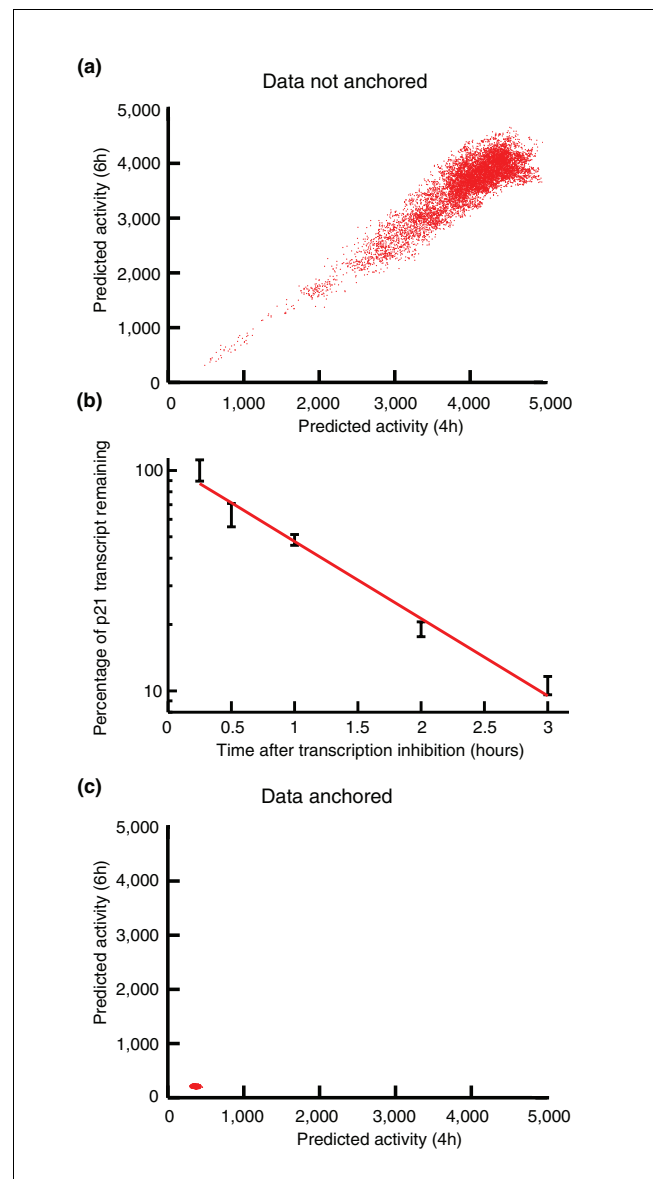 (a)
Data not anchored
Predicted activity (6h)
5,000
4,000
3,000
2,000
1,000
0
0 1,000 2,000 3,000 4,000 5,000
Predicted activity (4h)
(b)
Percentage of p21 transcript remaining
100
10
0 0.5 1 1.5 2 2.5 3
Time after transcription inhibition (hours)
(c)
Data anchored
Predicted activity (6h)
5,000
4,000
3,000
2,000
1,000
0
0 1,000 2,000 3,000 4,000 5,000
Predicted activity (4h)